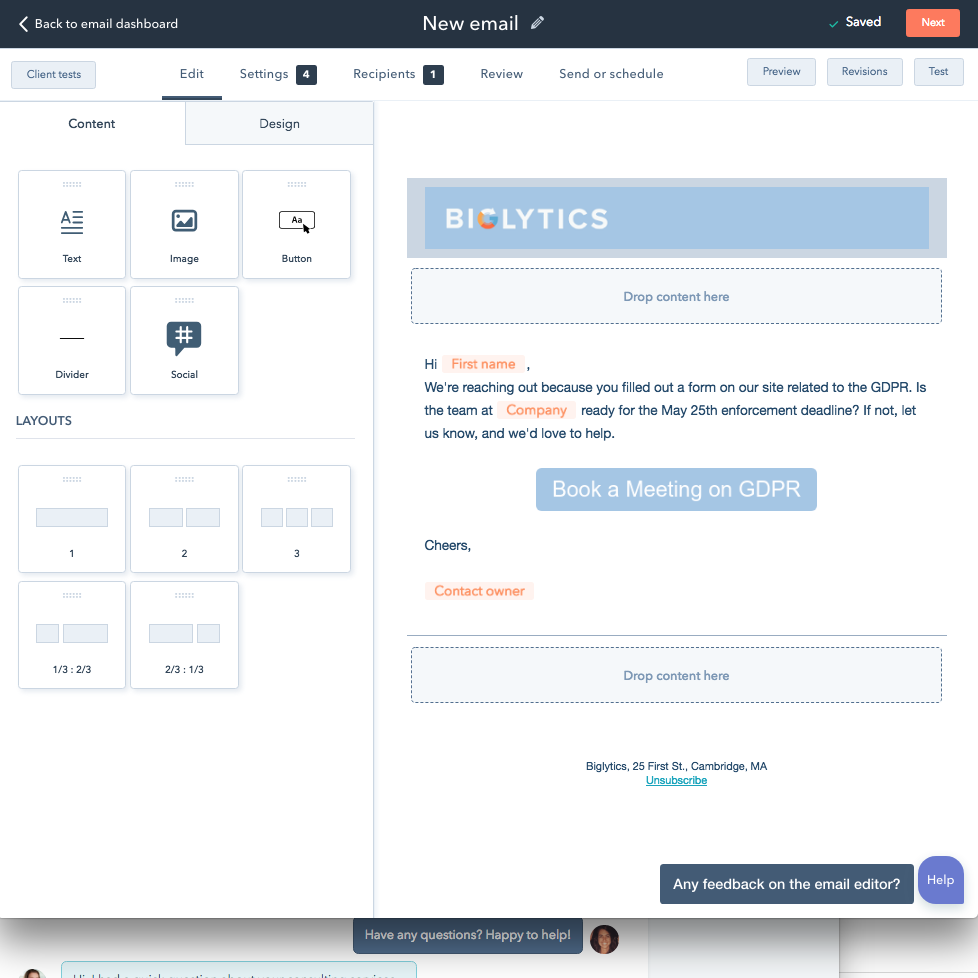 Back to email dashboard
New email
Saved
Next
Client tests
Edit
Settings 4
Recipients 1
Review
Send or schedule
Preview
Revisions
Test
Content
Design
Text
Image
Aa
Button
Divider
#
Social
LAYOUTS
1
2
3
1/3 : 2/3
2/3 : 1/3
BIGLYTICS
Drop content here
Hi First name ,
We're reaching out because you filled out a form on our site related to the GDPR. Is
the team at Company ready for the May 25th enforcement deadline? If not, let
us know, and we'd love to help.
Book a Meeting on GDPR
Cheers,
Contact owner
Drop content here
Biglytics, 25 First St., Cambridge, MA
Unsubscribe
Any feedback on the email editor?
Help
Have any questions? Happy to help!